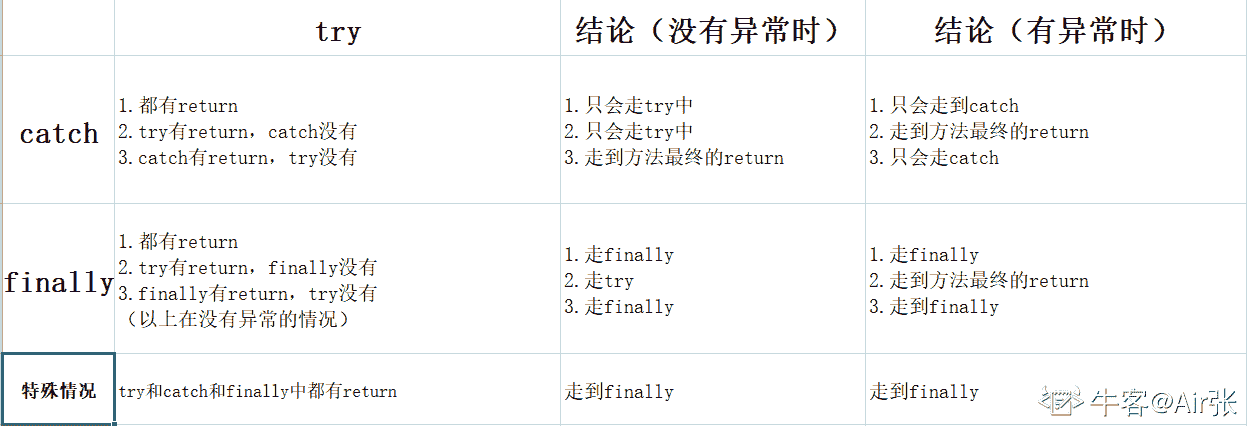 try
结论（没有异常时）
结论（有异常时）
catch
1.都有return
2.try有return，catch没有
3.catch有return，try没有
1.只会走try中
2.只会走try中
3.走到方法最终的return
1.只会走到catch
2.走到方法最终的return
3.只会走catch
finally
1.都有return
2.try有return，finally没有
3.finally有return，try没有
（以上在没有异常的情况）
1.走finally
2.走try
3.走finally
1.走finally
2.走到方法最终的return
3.走到finally
特殊情况
try和catch和finally中都有return
走到finally
走到finally
牛客@Air张